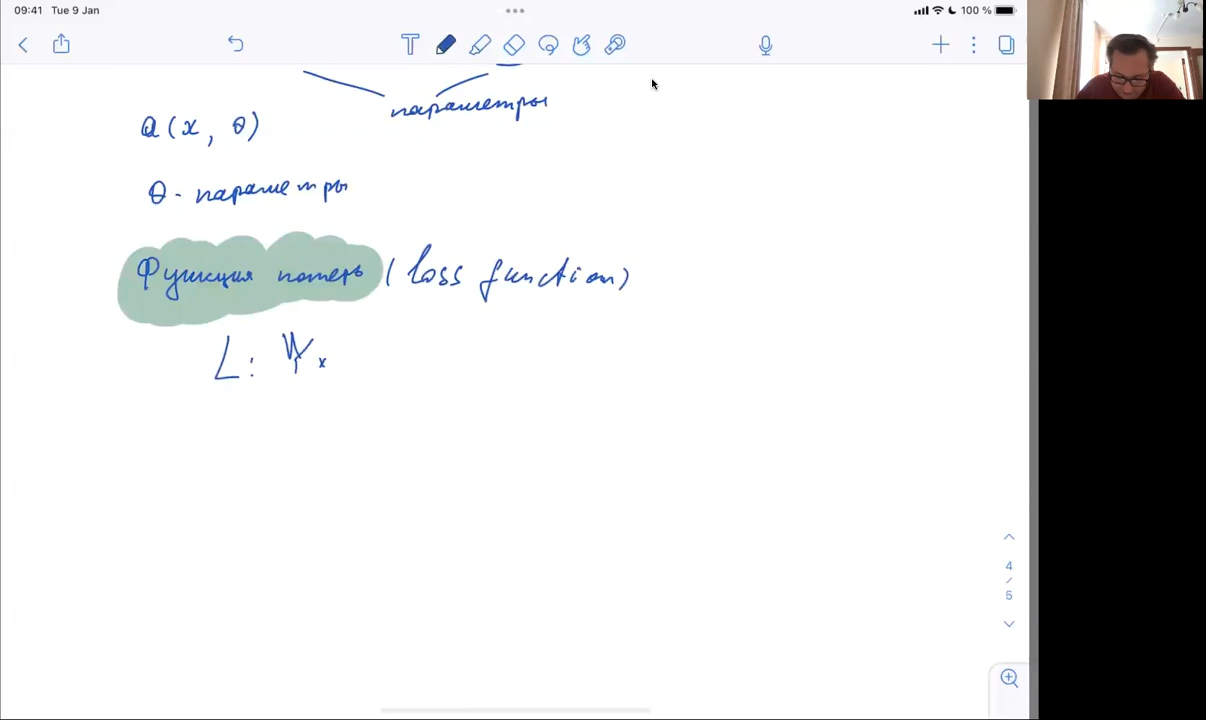 09:41 Tue 9 Jan 100 %
параметры
a(x, θ)
θ - параметры
Функция потерь (loss function)
L: Y x
4
/
5